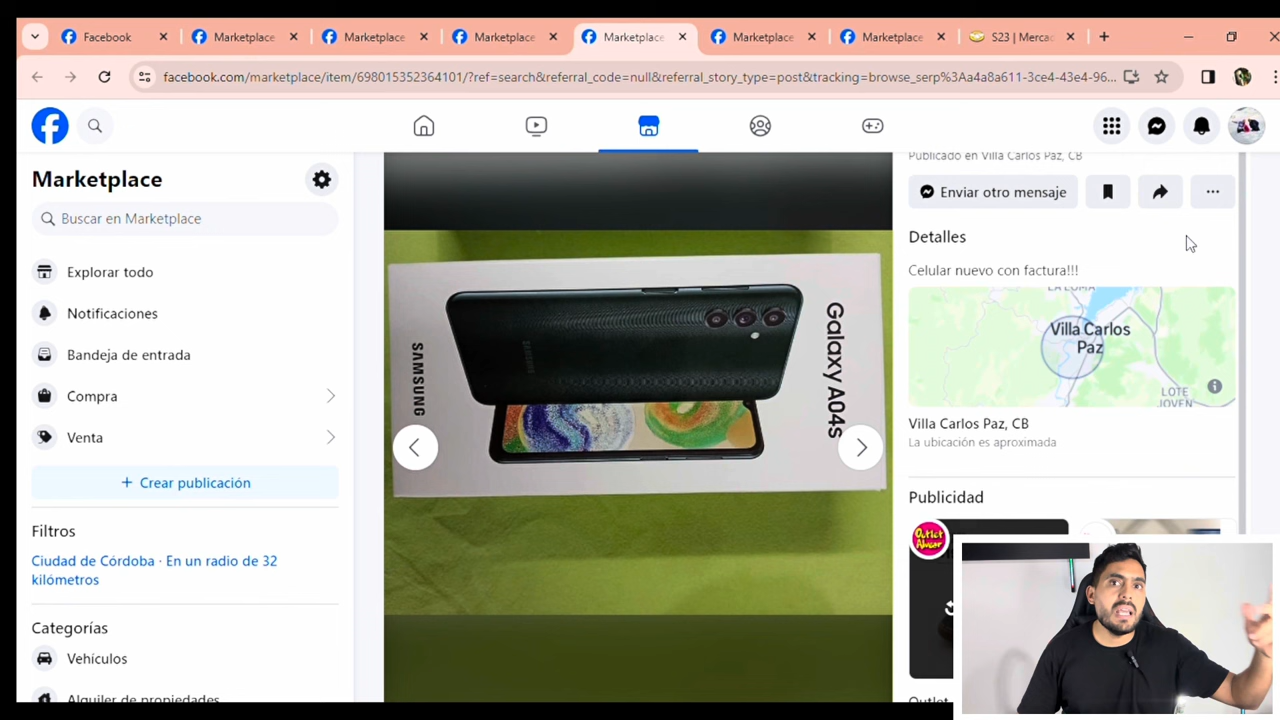 Facebook
Marketplace
Marketplace
Marketplace
Marketplace
Marketplace
Marketplace
S23 | Merca
facebook.com/marketplace/item/698015352364101/?ref=search&referral_code=null&referral_story_type=post&tracking=browse_serp%3Aa4a8a611-3ce4-43e4-96...
Marketplace
Buscar en Marketplace
Explorar todo
Notificaciones
Bandeja de entrada
Compra
Venta
+ Crear publicación
Filtros
Ciudad de Córdoba · En un radio de 32
kilómetros
Categorías
Vehículos
Alquiler de propiedades
SAMSUNG
SAMSUNG
Galaxy A04s
Publicado en Villa Carlos Paz, CB
Enviar otro mensaje
Detalles
Celular nuevo con factura!!!
LA LOMA
Villa Carlos
Paz
LOTE
JOVEN
Villa Carlos Paz, CB
La ubicación es aproximada
Publicidad
Outlet
Alvear
Outlet